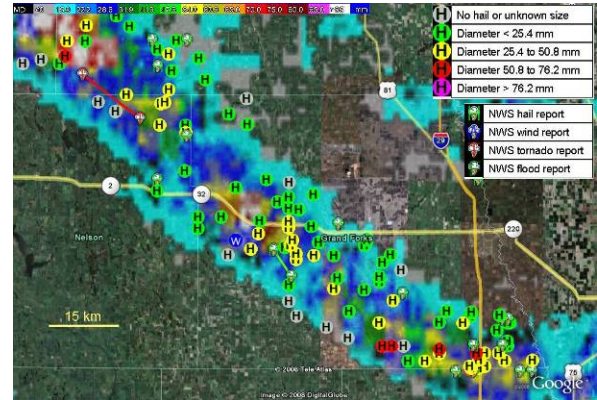 No hail or unknown size
Diameter < 25.4 mm
Diameter 25.4 to 50.8 mm
Diameter 50.8 to 76.2 mm
Diameter > 76.2 mm
NWS hail report
NWS wind report
NWS tornado report
NWS flood report
81
29
2
32
220
Nelson
W
Grand Forks
15 km
© 2008 Tele Atlas
75
Image © 2008 DigitalGlobe
Google